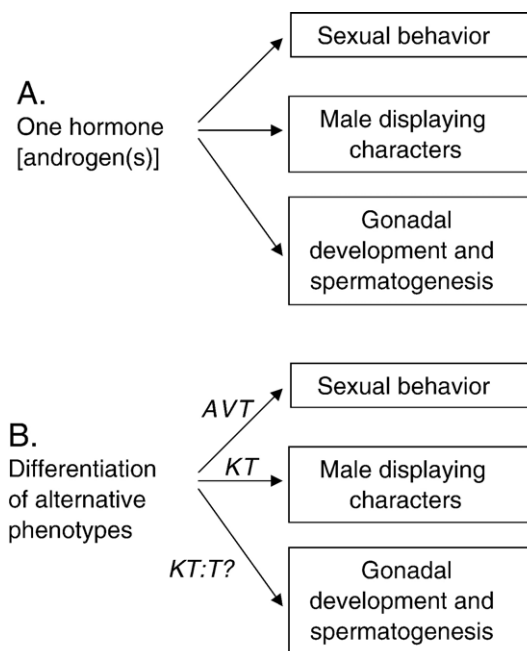 Sexual behavior
A.
One hormone
[androgen(s)]
Male displaying
characters
Gonadal
development and
spermatogenesis
B.
Differentiation
of alternative
phenotypes
AVT
KT
KT:T?
Sexual behavior
Male displaying
characters
Gonadal
development and
spermatogenesis